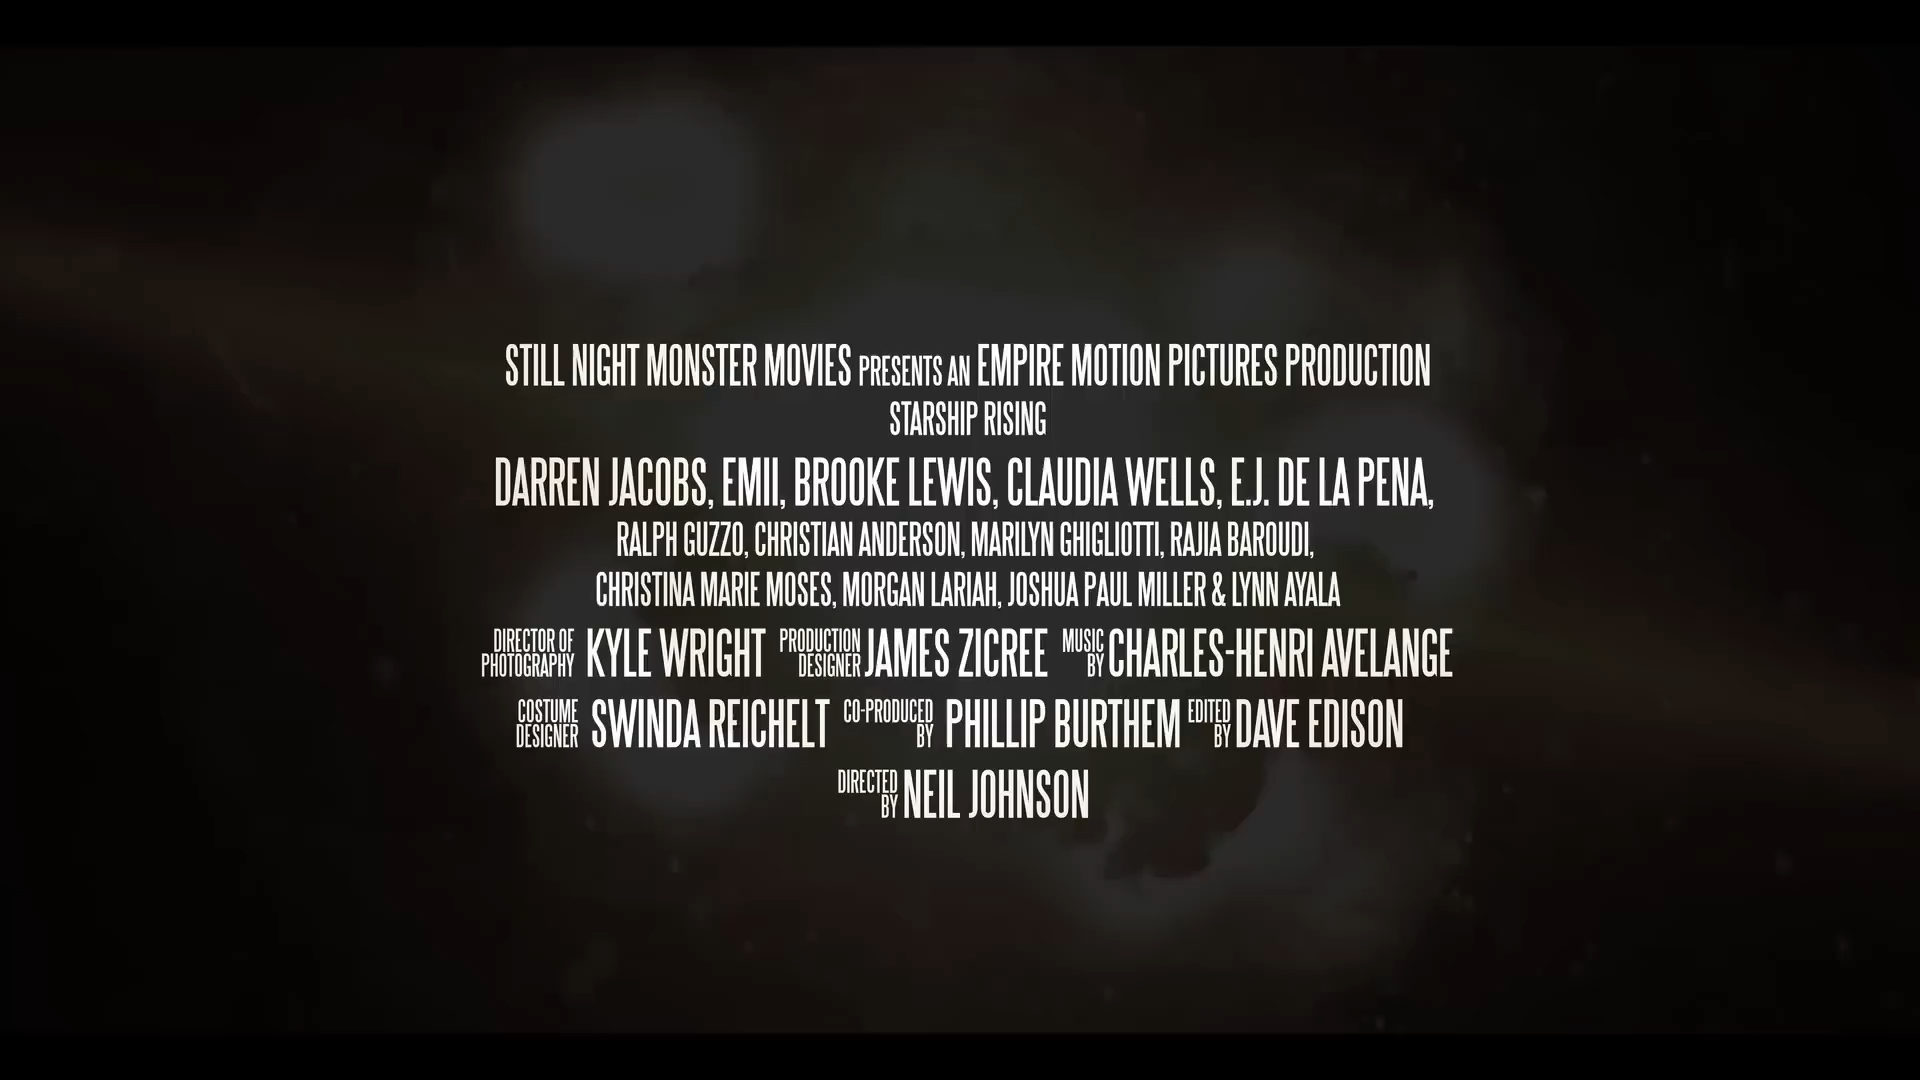 STILL NIGHT MONSTER MOVIES PRESENTS AN EMPIRE MOTION PICTURES PRODUCTION
STARSHIP RISING
DARREN JACOBS, EMII, BROOKE LEWIS, CLAUDIA WELLS, E.J. DE LA PENA,
RALPH GUZZO, CHRISTIAN ANDERSON, MARILYN GHIGLIOTTI, RAJIA BAROUDI,
CHRISTINA MARIE MOSES, MORGAN LARIAH, JOSHUA PAUL MILLER & LYNN AYALA
DIRECTOR OF PHOTOGRAPHY KYLE WRIGHT PRODUCTION DESIGNER JAMES ZICREE MUSIC BY CHARLES-HENRI AVELANGE
COSTUME DESIGNER SWINDA REICHELT CO-PRODUCED BY PHILLIP BURTHEM EDITED BY DAVE EDISON
DIRECTED BY NEIL JOHNSON